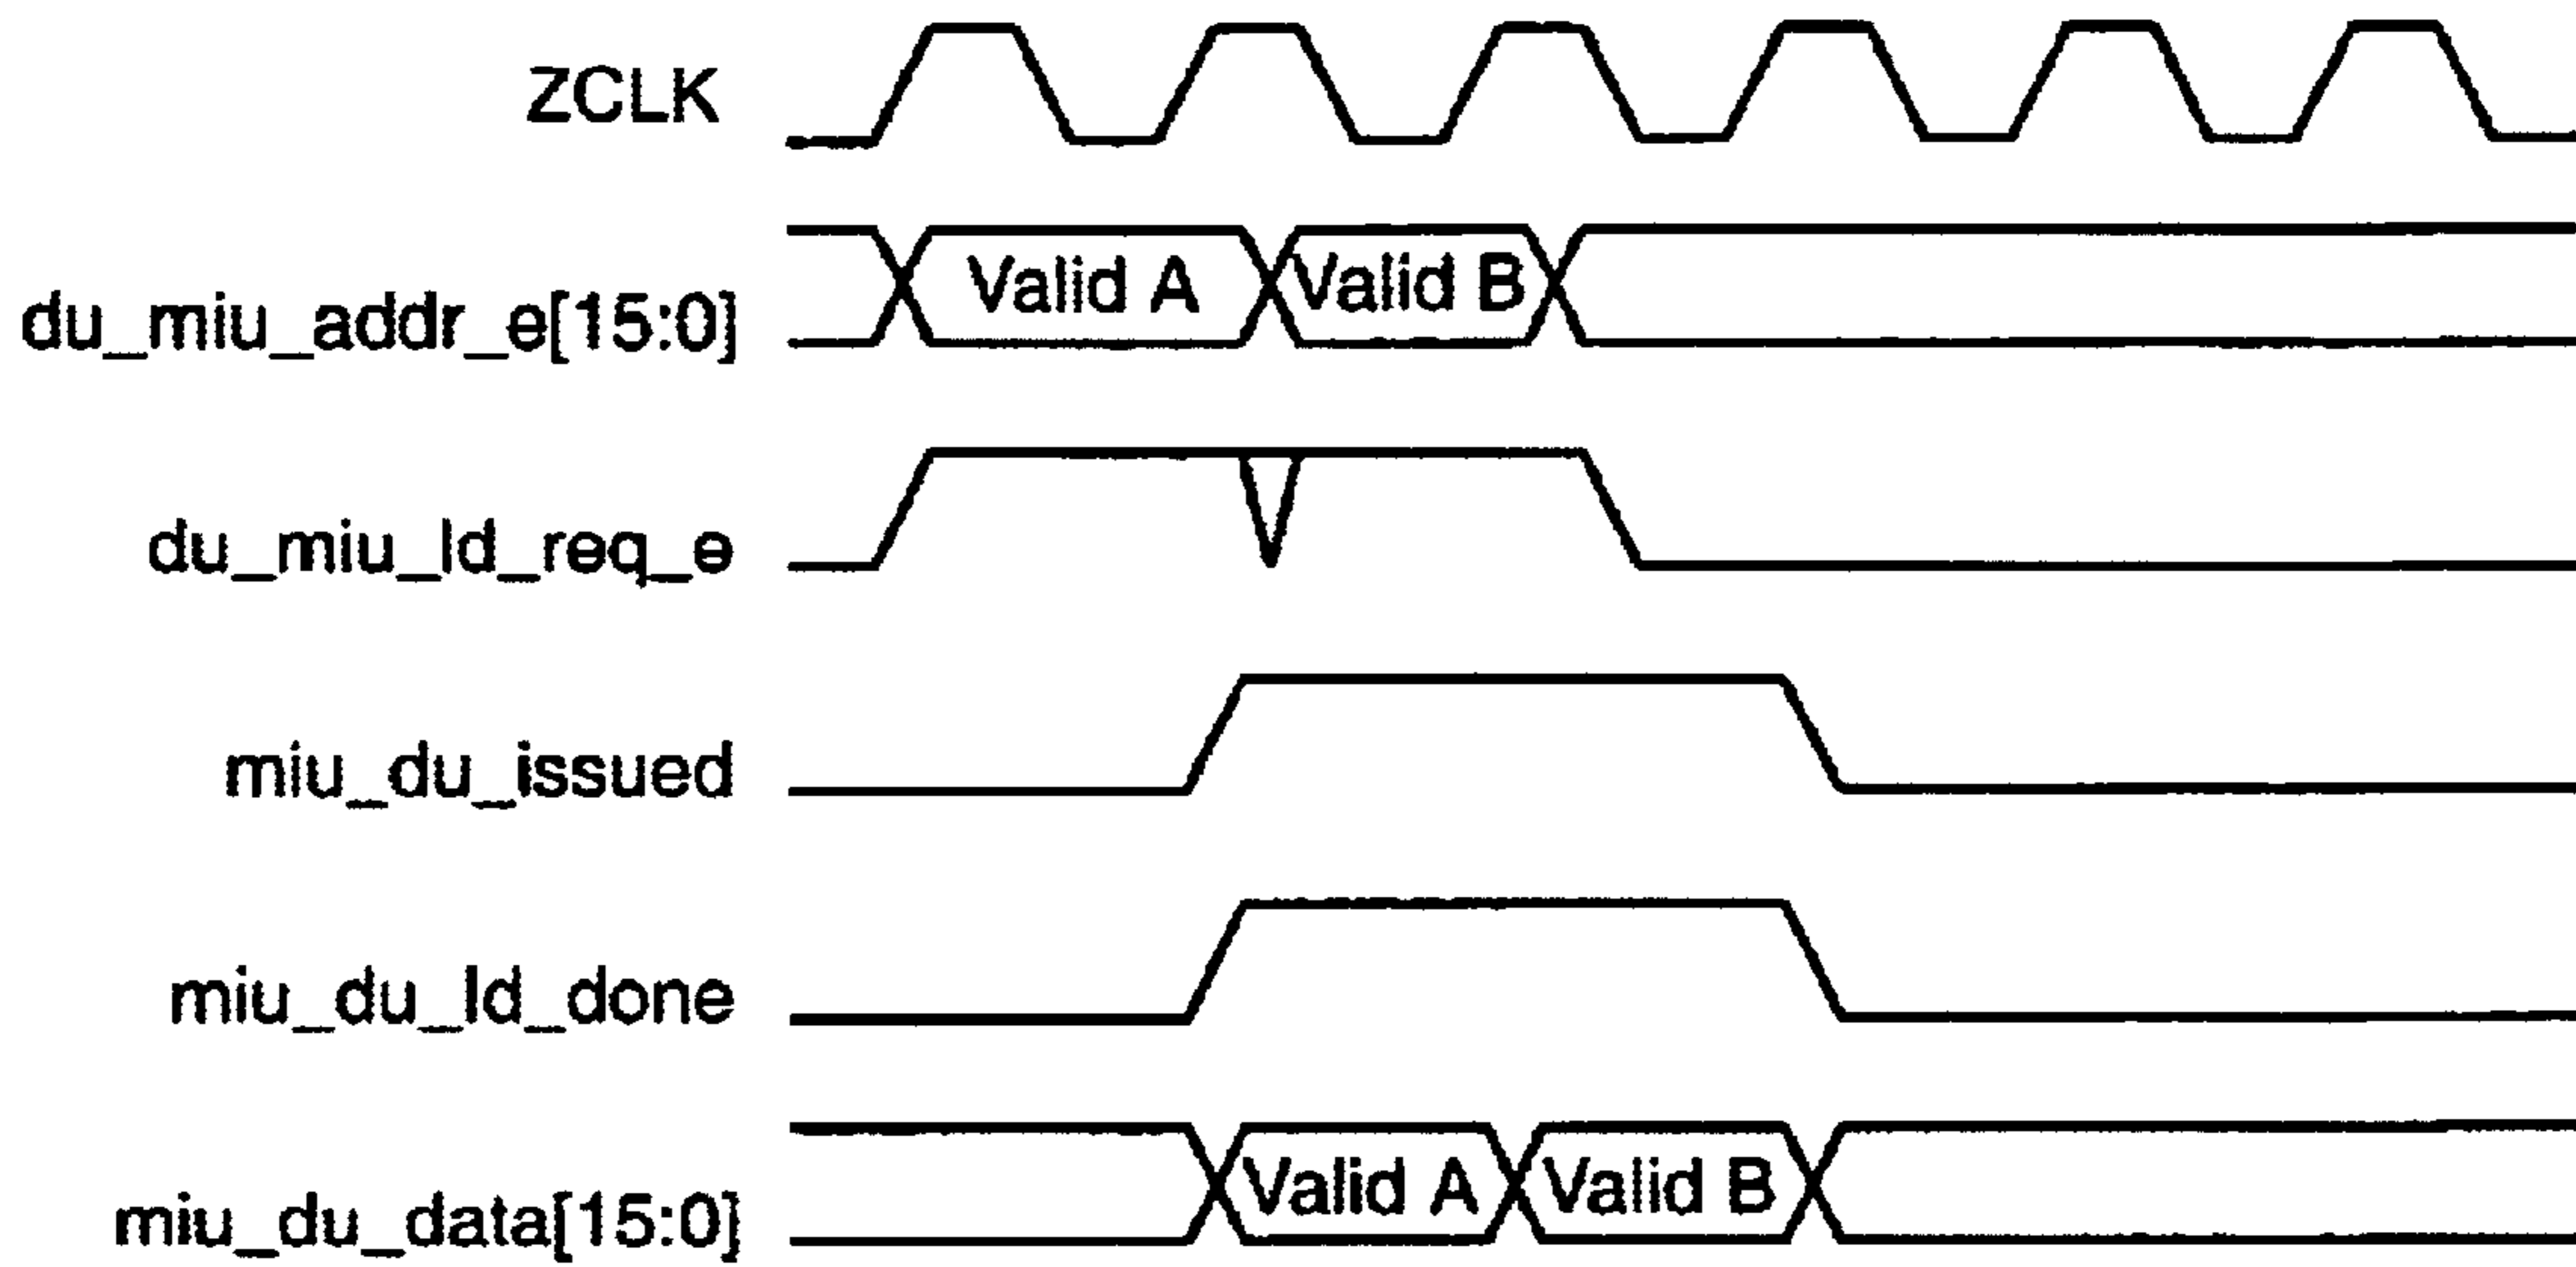 ZCLK
du_miu_addr_e[15:0]
Valid A
Valid B
du_miu_ld_req_e
miu_du_issued
miu_du_ld_done
miu_du_data[15:0]
Valid A
Valid B